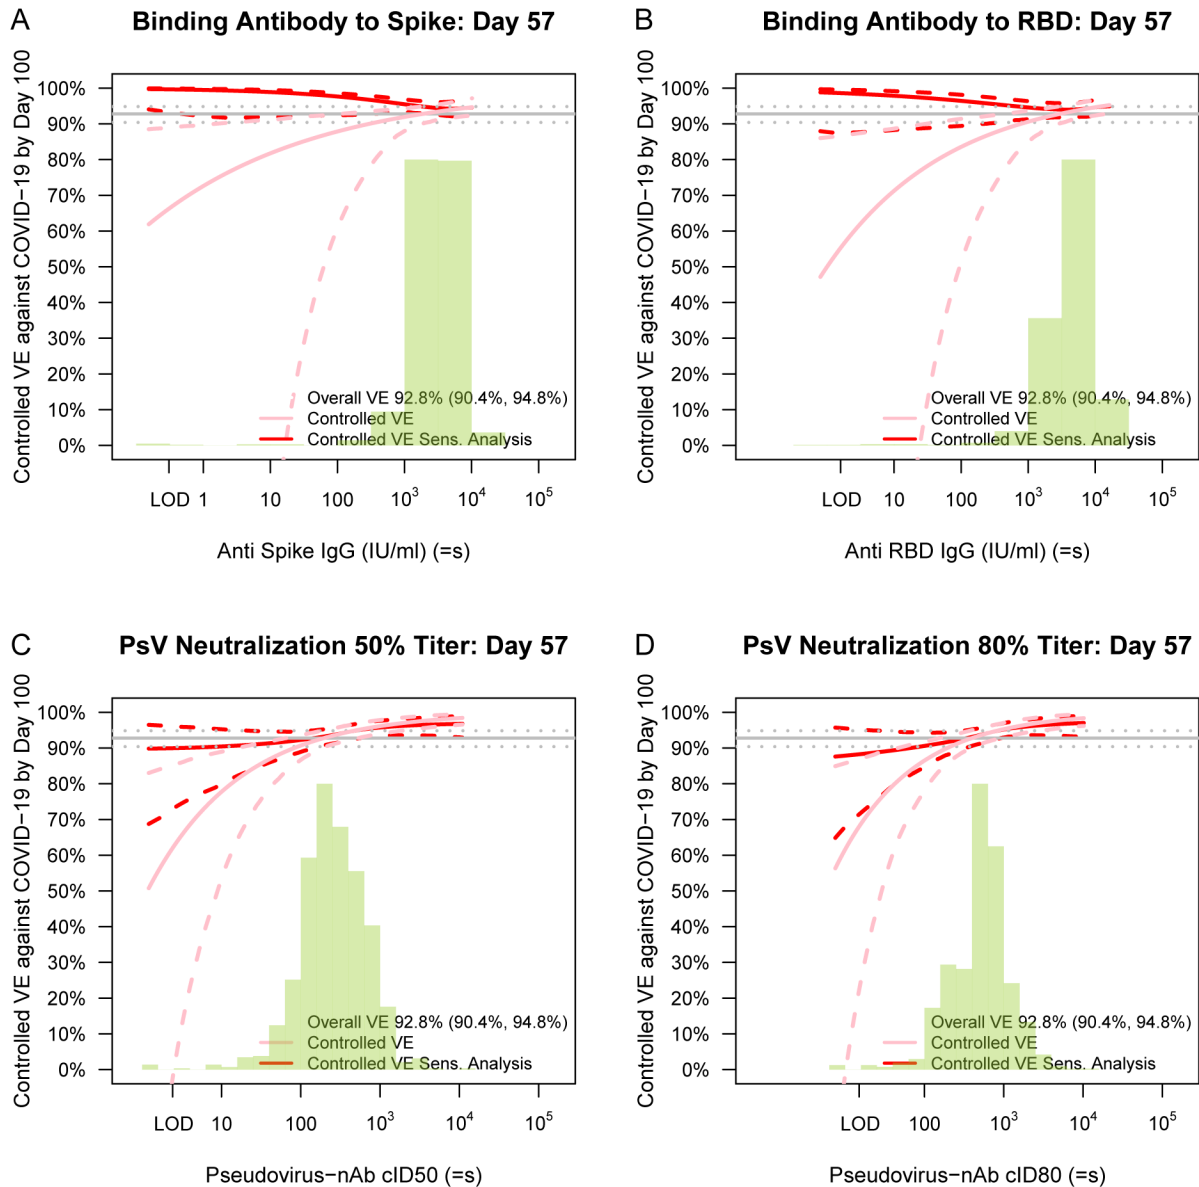 A
Binding Antibody to Spike: Day 57
Controlled VE against COVID−19 by Day 100
100%
90%
80%
70%
60%
50%
40%
30%
20%
10%
0%
Overall VE 92.8% (90.4%, 94.8%)
Controlled VE
Controlled VE Sens. Analysis
LOD 1 10 100 10³ 10⁴ 10⁵
Anti Spike IgG (IU/ml) (=s)
B
Binding Antibody to RBD: Day 57
Controlled VE against COVID−19 by Day 100
100%
90%
80%
70%
60%
50%
40%
30%
20%
10%
0%
Overall VE 92.8% (90.4%, 94.8%)
Controlled VE
Controlled VE Sens. Analysis
LOD 10 100 10³ 10⁴ 10⁵
Anti RBD IgG (IU/ml) (=s)
C
PsV Neutralization 50% Titer: Day 57
Controlled VE against COVID−19 by Day 100
100%
90%
80%
70%
60%
50%
40%
30%
20%
10%
0%
Overall VE 92.8% (90.4%, 94.8%)
Controlled VE
Controlled VE Sens. Analysis
LOD 10 100 10³ 10⁴ 10⁵
Pseudovirus−nAb cID50 (=s)
D
PsV Neutralization 80% Titer: Day 57
Controlled VE against COVID−19 by Day 100
100%
90%
80%
70%
60%
50%
40%
30%
20%
10%
0%
Overall VE 92.8% (90.4%, 94.8%)
Controlled VE
Controlled VE Sens. Analysis
LOD 100 10³ 10⁴ 10⁵
Pseudovirus−nAb cID80 (=s)